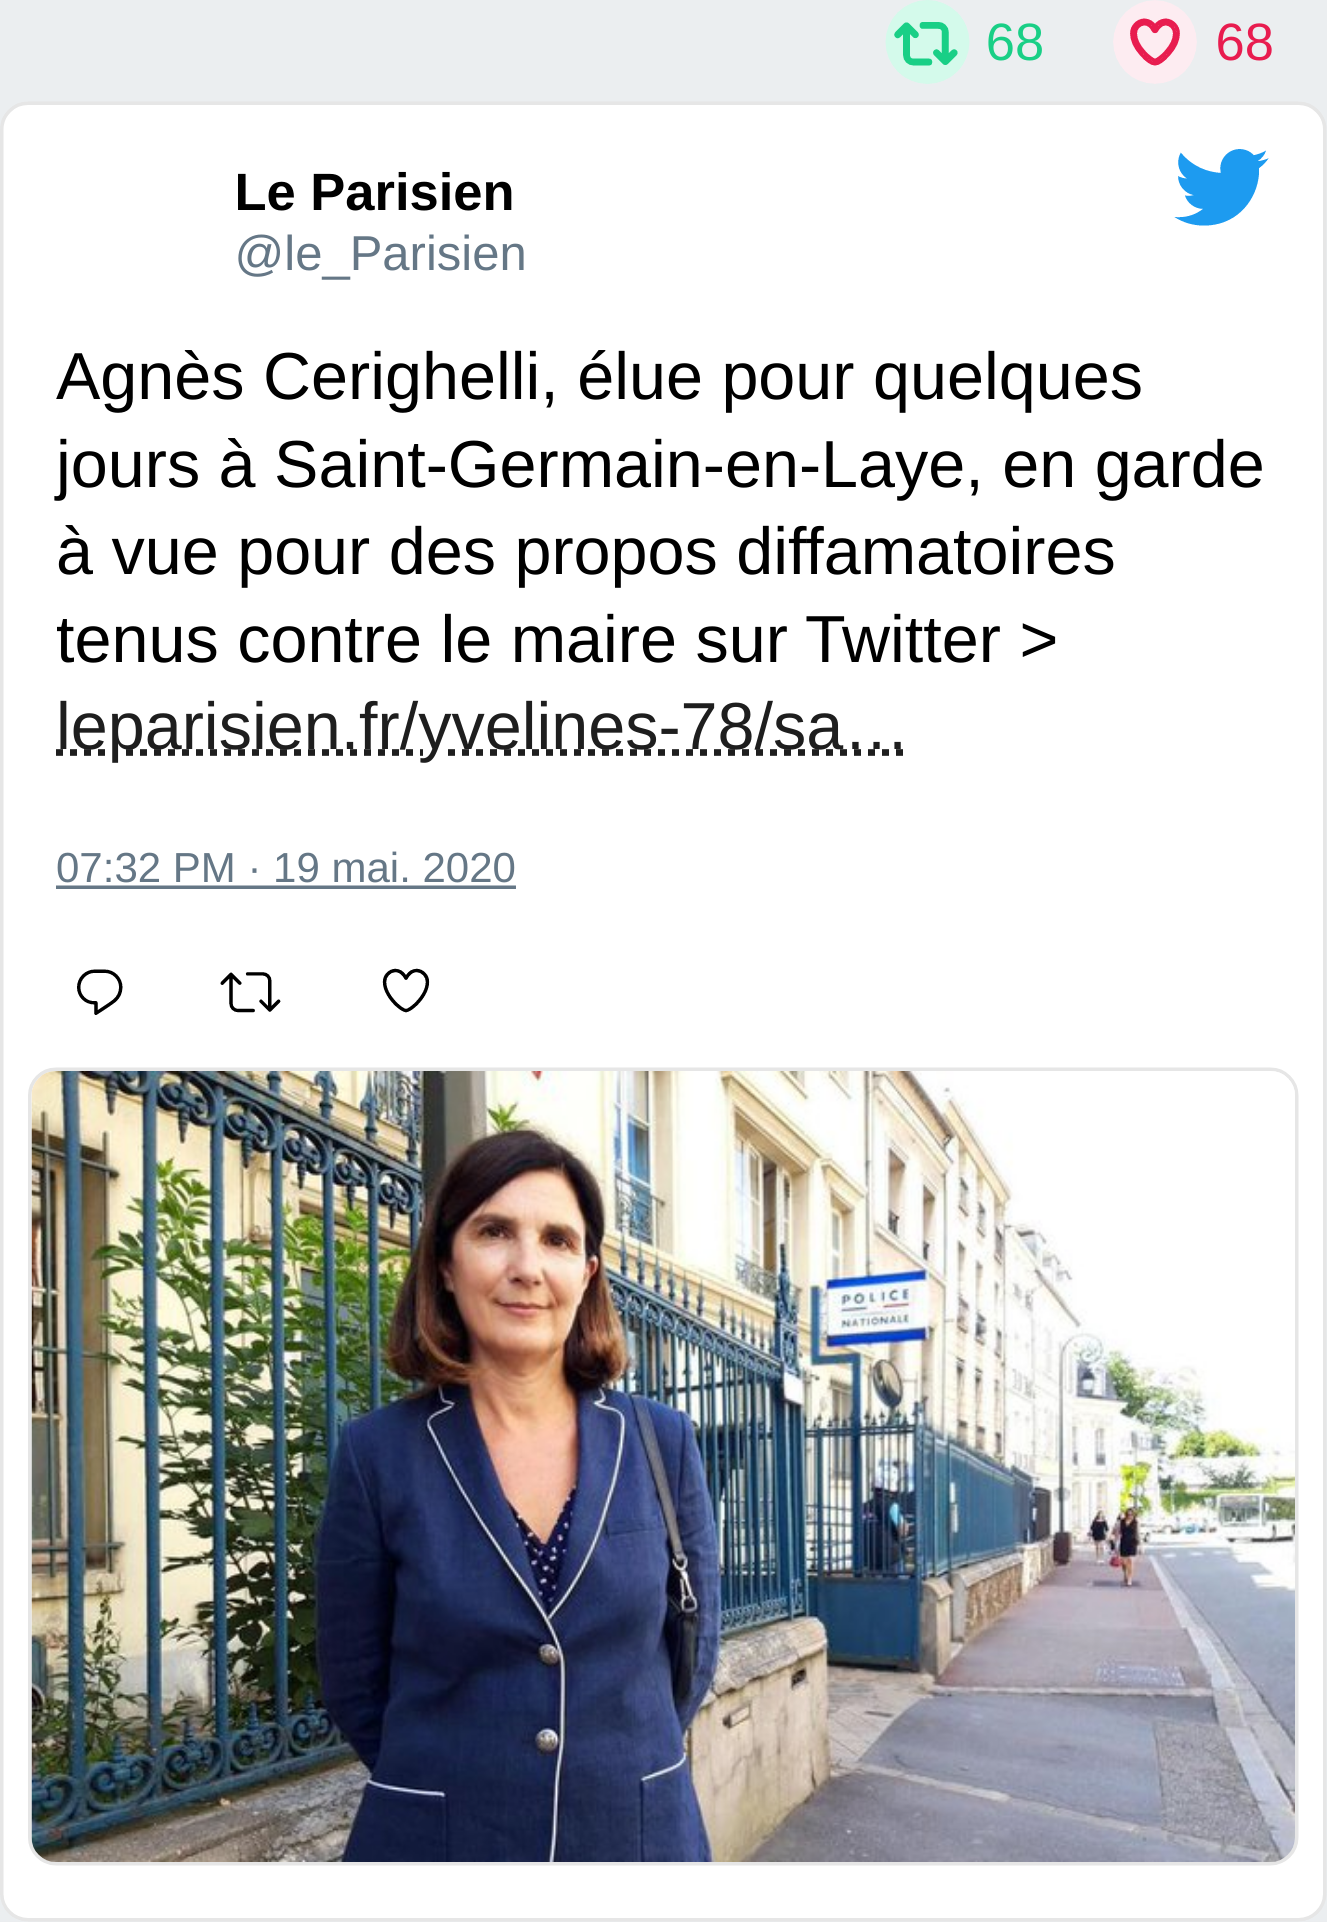 68 68
Le Parisien
@le_Parisien
Agnès Cerighelli, élue pour quelques
jours à Saint-Germain-en-Laye, en garde
à vue pour des propos diffamatoires
tenus contre le maire sur Twitter >
leparisien.fr/yvelines-78/sa…
07:32 PM · 19 mai. 2020
POLICE
NATIONALE